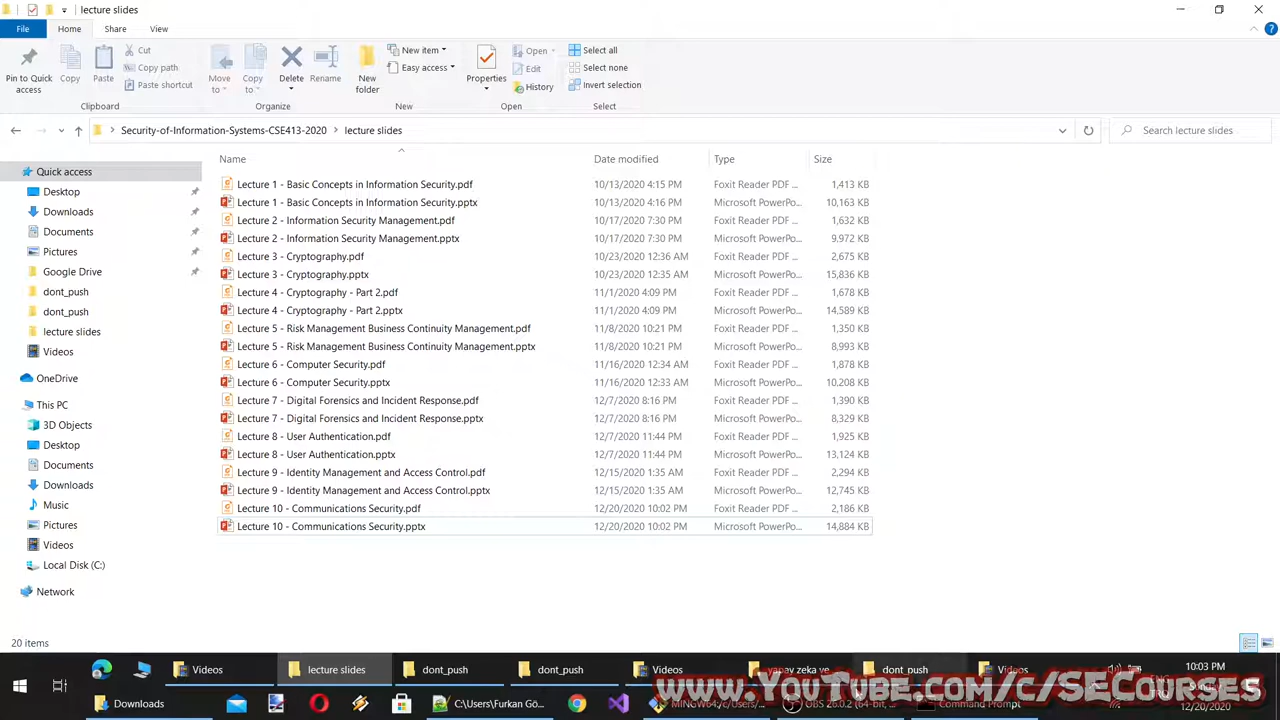 lecture slides
File Home Share View
Pin to Quick access
Copy
Paste
Cut
Copy path
Paste shortcut
Clipboard
Move to
Copy to
Delete
Rename
Organize
New folder
New item
Easy access
New
Properties
Open
Edit
History
Open
Select all
Select none
Invert selection
Select
Security-of-Information-Systems-CSE413-2020 > lecture slides
Search lecture slides
Name Date modified Type Size
Quick access
Desktop
Downloads
Documents
Pictures
Google Drive
dont_push
dont_push
lecture slides
Videos
OneDrive
This PC
3D Objects
Desktop
Documents
Downloads
Music
Pictures
Videos
Local Disk (C:)
Network
Lecture 1 - Basic Concepts in Information Security.pdf 10/13/2020 4:15 PM Foxit Reader PDF ... 1,413 KB
Lecture 1 - Basic Concepts in Information Security.pptx 10/13/2020 4:16 PM Microsoft PowerPo... 10,163 KB
Lecture 2 - Information Security Management.pdf 10/17/2020 7:30 PM Foxit Reader PDF ... 1,632 KB
Lecture 2 - Information Security Management.pptx 10/17/2020 7:30 PM Microsoft PowerPo... 9,972 KB
Lecture 3 - Cryptography.pdf 10/23/2020 12:36 AM Foxit Reader PDF ... 2,675 KB
Lecture 3 - Cryptography.pptx 10/23/2020 12:35 AM Microsoft PowerPo... 15,836 KB
Lecture 4 - Cryptography - Part 2.pdf 11/1/2020 4:09 PM Foxit Reader PDF ... 1,678 KB
Lecture 4 - Cryptography - Part 2.pptx 11/1/2020 4:09 PM Microsoft PowerPo... 14,589 KB
Lecture 5 - Risk Management Business Continuity Management.pdf 11/8/2020 10:21 PM Foxit Reader PDF ... 1,350 KB
Lecture 5 - Risk Management Business Continuity Management.pptx 11/8/2020 10:21 PM Microsoft PowerPo... 8,993 KB
Lecture 6 - Computer Security.pdf 11/16/2020 12:34 AM Foxit Reader PDF ... 1,878 KB
Lecture 6 - Computer Security.pptx 11/16/2020 12:33 AM Microsoft PowerPo... 10,208 KB
Lecture 7 - Digital Forensics and Incident Response.pdf 12/7/2020 8:16 PM Foxit Reader PDF ... 1,390 KB
Lecture 7 - Digital Forensics and Incident Response.pptx 12/7/2020 8:16 PM Microsoft PowerPo... 8,329 KB
Lecture 8 - User Authentication.pdf 12/7/2020 11:44 PM Foxit Reader PDF ... 1,925 KB
Lecture 8 - User Authentication.pptx 12/7/2020 11:44 PM Microsoft PowerPo... 13,124 KB
Lecture 9 - Identity Management and Access Control.pdf 12/15/2020 1:35 AM Foxit Reader PDF ... 2,294 KB
Lecture 9 - Identity Management and Access Control.pptx 12/15/2020 1:35 AM Microsoft PowerPo... 12,745 KB
Lecture 10 - Communications Security.pdf 12/20/2020 10:02 PM Foxit Reader PDF ... 2,186 KB
Lecture 10 - Communications Security.pptx 12/20/2020 10:02 PM Microsoft PowerPo... 14,884 KB
20 items
Videos lecture slides dont_push dont_push Videos yapay zeka ve dont_push Videos 10:03 PM
www.YouTube.com/c/SECourses
Downloads C:\Users\Furkan Gö... MINGW64:/c/Users/... OBS 26.0.2 (64-bit, ... Command Prompt 12/20/2020